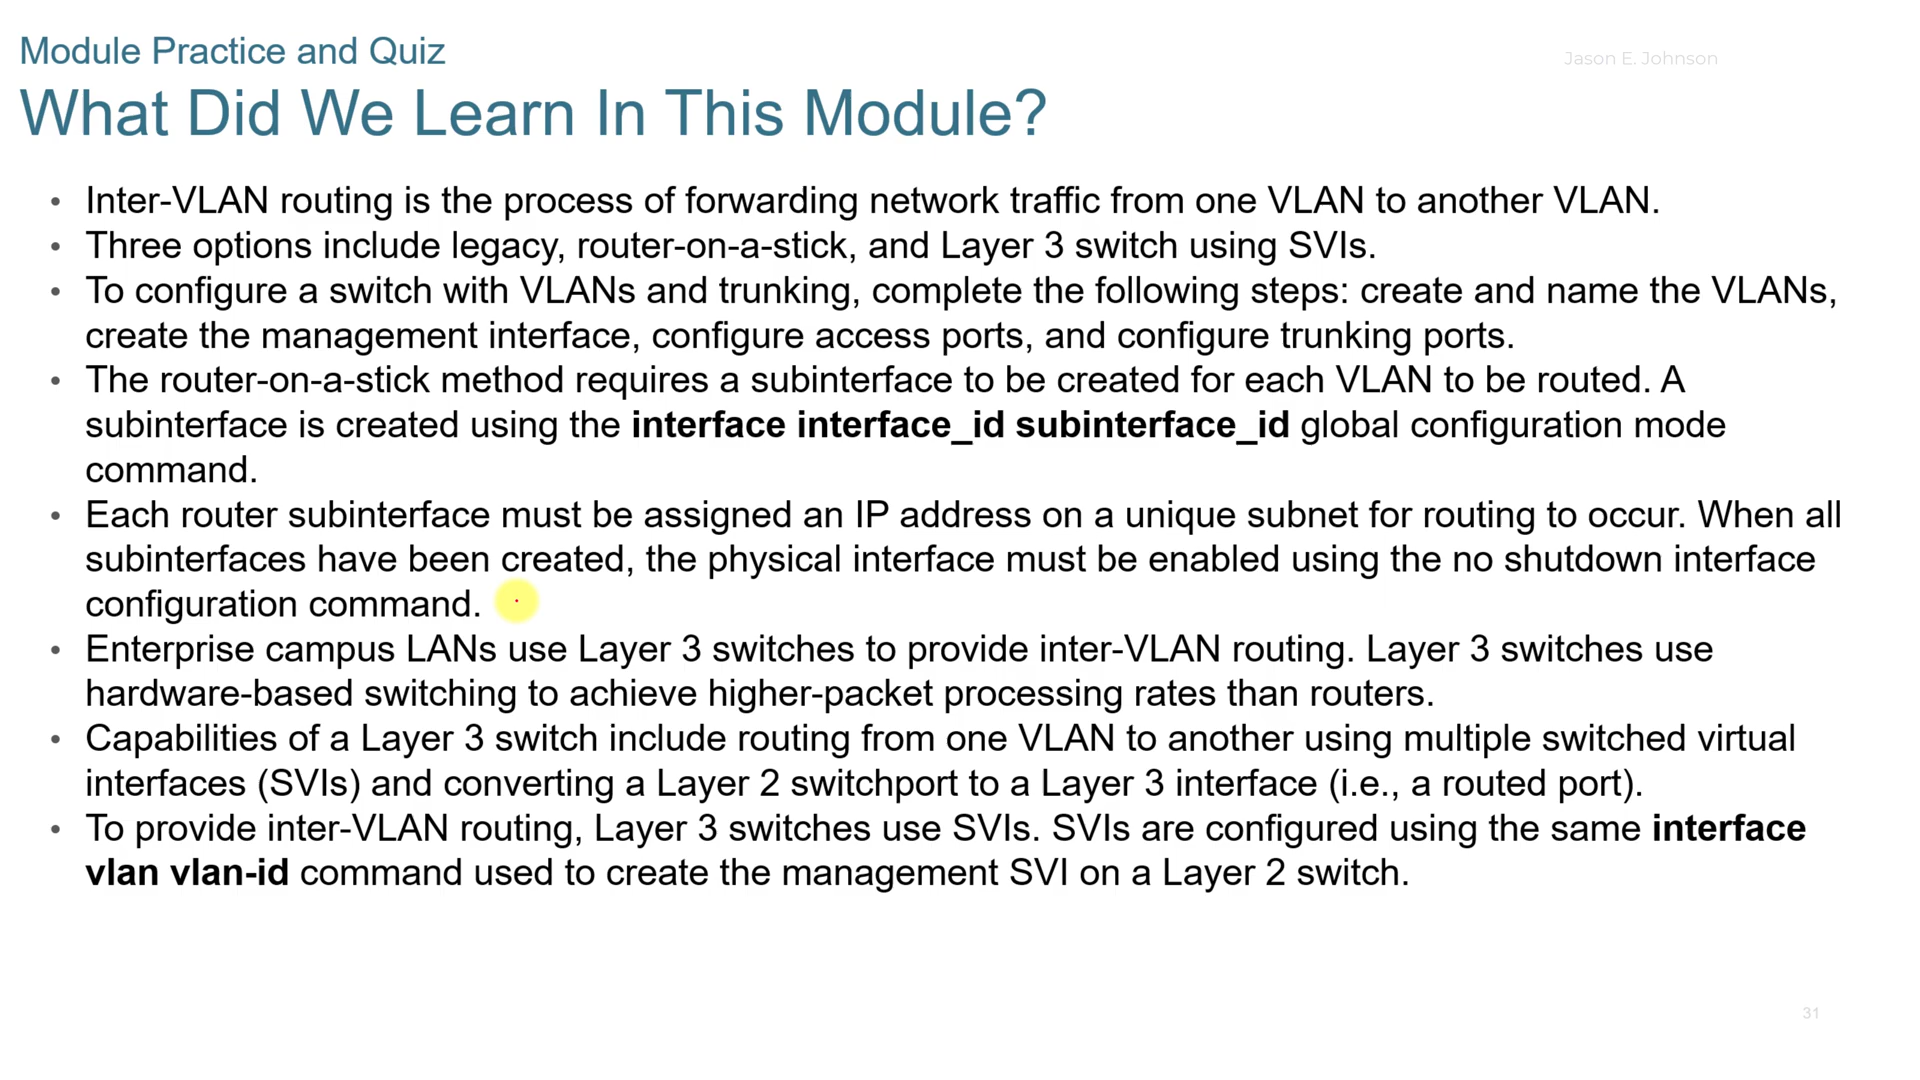 Module Practice and Quiz
Jason E. Johnson
What Did We Learn In This Module?
• Inter-VLAN routing is the process of forwarding network traffic from one VLAN to another VLAN.
• Three options include legacy, router-on-a-stick, and Layer 3 switch using SVIs.
• To configure a switch with VLANs and trunking, complete the following steps: create and name the VLANs,
create the management interface, configure access ports, and configure trunking ports.
• The router-on-a-stick method requires a subinterface to be created for each VLAN to be routed. A
subinterface is created using the interface interface_id subinterface_id global configuration mode
command.
• Each router subinterface must be assigned an IP address on a unique subnet for routing to occur. When all
subinterfaces have been created, the physical interface must be enabled using the no shutdown interface
configuration command.
• Enterprise campus LANs use Layer 3 switches to provide inter-VLAN routing. Layer 3 switches use
hardware-based switching to achieve higher-packet processing rates than routers.
• Capabilities of a Layer 3 switch include routing from one VLAN to another using multiple switched virtual
interfaces (SVIs) and converting a Layer 2 switchport to a Layer 3 interface (i.e., a routed port).
• To provide inter-VLAN routing, Layer 3 switches use SVIs. SVIs are configured using the same interface
vlan vlan-id command used to create the management SVI on a Layer 2 switch.
31